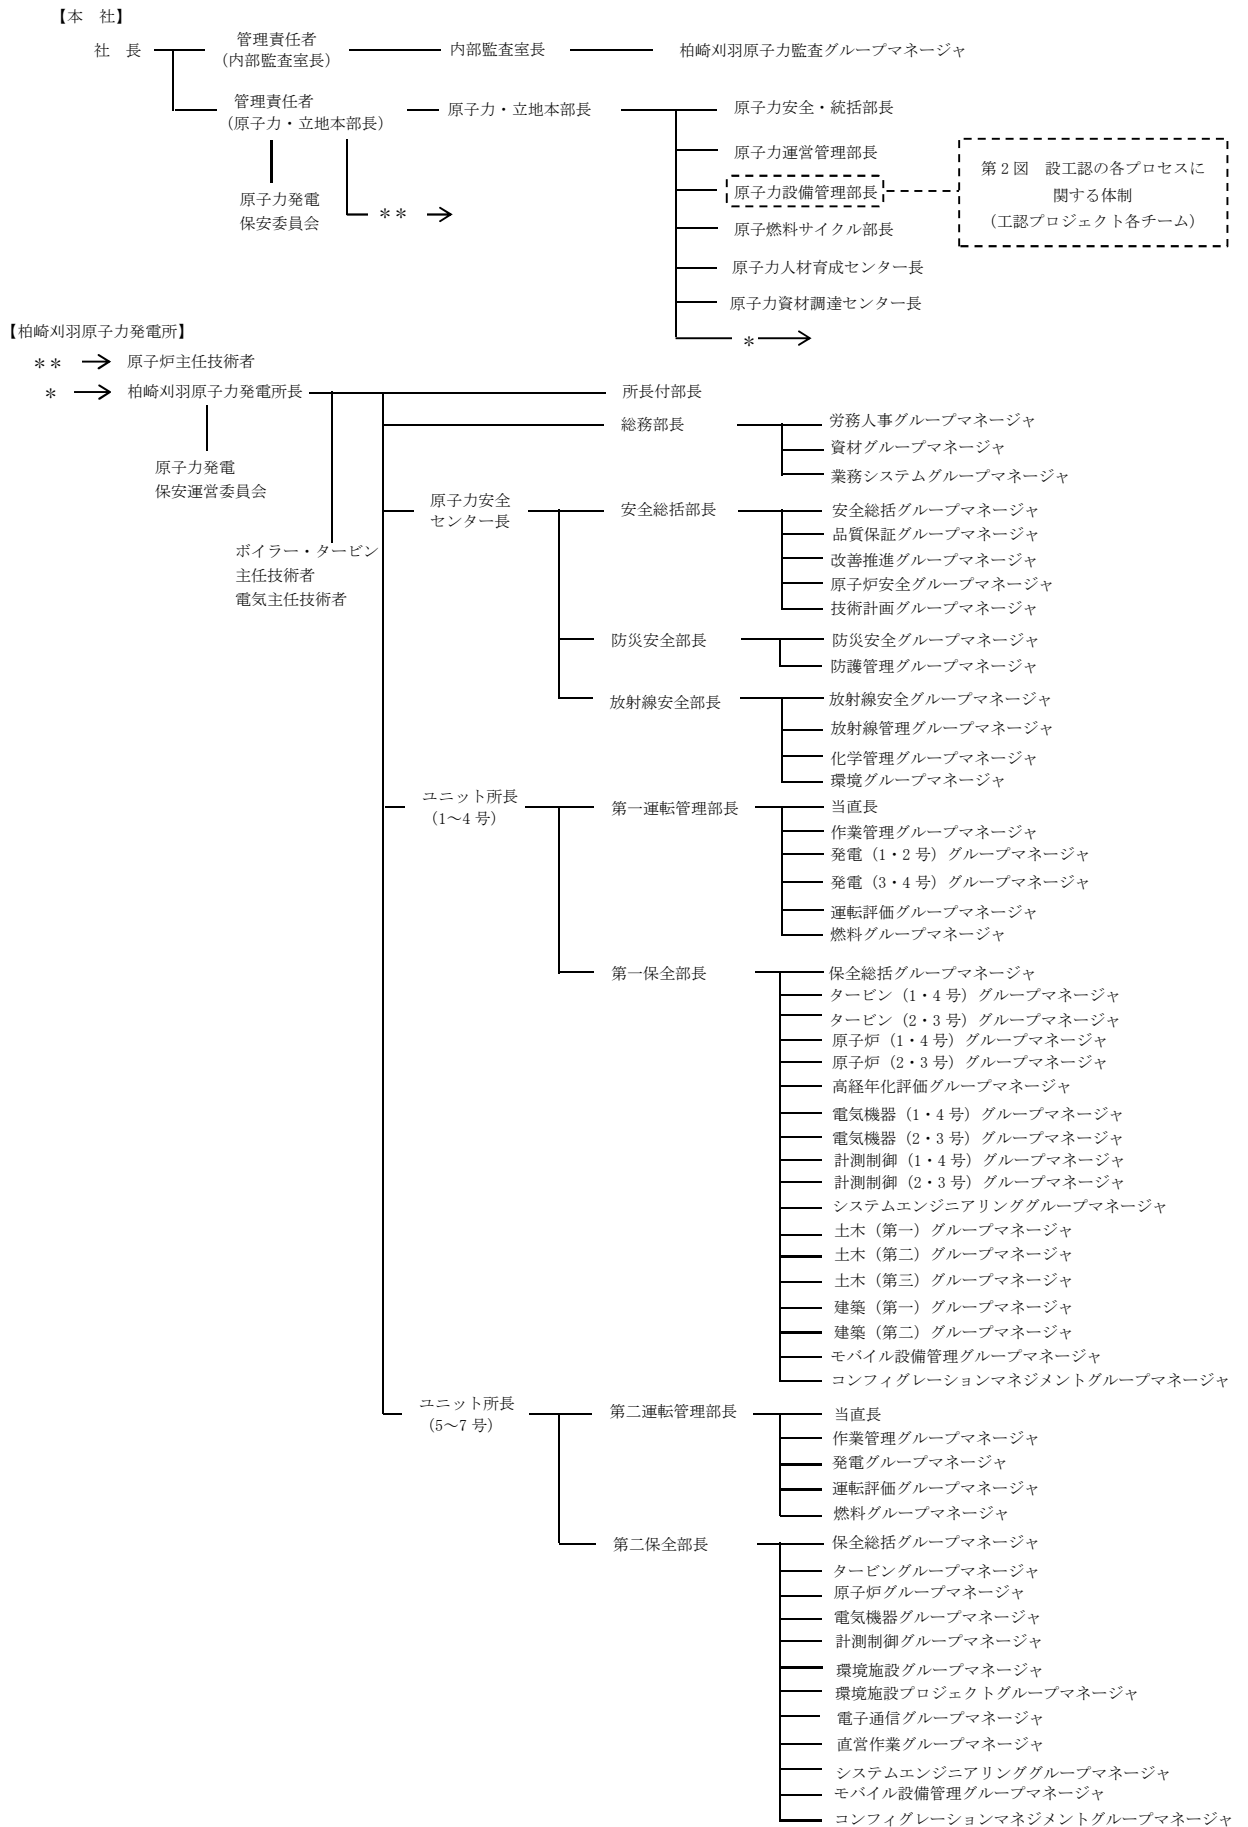 【本　社】
社　長
管理責任者
（内部監査室長）
内部監査室長
柏崎刈羽原子力監査グループマネージャ
管理責任者
（原子力・立地本部長）
原子力・立地本部長
原子力発電
保安委員会
＊＊
原子力安全・統括部長
原子力運営管理部長
原子力設備管理部長
原子燃料サイクル部長
原子力人材育成センター長
原子力資材調達センター長
＊
第2図　設工認の各プロセスに
関する体制
（工認プロジェクト各チーム）
【柏崎刈羽原子力発電所】
＊＊
原子炉主任技術者
＊
柏崎刈羽原子力発電所長
原子力発電
保安運営委員会
ボイラー・タービン
主任技術者
電気主任技術者
所長付部長
総務部長
労務人事グループマネージャ
資材グループマネージャ
業務システムグループマネージャ
原子力安全
センター長
安全総括部長
安全総括グループマネージャ
品質保証グループマネージャ
改善推進グループマネージャ
原子炉安全グループマネージャ
技術計画グループマネージャ
防災安全部長
防災安全グループマネージャ
防護管理グループマネージャ
放射線安全部長
放射線安全グループマネージャ
放射線管理グループマネージャ
化学管理グループマネージャ
環境グループマネージャ
ユニット所長
（1～4号）
第一運転管理部長
当直長
作業管理グループマネージャ
発電（1・2号）グループマネージャ
発電（3・4号）グループマネージャ
運転評価グループマネージャ
燃料グループマネージャ
第一保全部長
保全総括グループマネージャ
タービン（1・4号）グループマネージャ
タービン（2・3号）グループマネージャ
原子炉（1・4号）グループマネージャ
原子炉（2・3号）グループマネージャ
高経年化評価グループマネージャ
電気機器（1・4号）グループマネージャ
電気機器（2・3号）グループマネージャ
計測制御（1・4号）グループマネージャ
計測制御（2・3号）グループマネージャ
システムエンジニアリンググループマネージャ
土木（第一）グループマネージャ
土木（第二）グループマネージャ
土木（第三）グループマネージャ
建築（第一）グループマネージャ
建築（第二）グループマネージャ
モバイル設備管理グループマネージャ
コンフィグレーションマネジメントグループマネージャ
ユニット所長
（5～7号）
第二運転管理部長
当直長
作業管理グループマネージャ
発電グループマネージャ
運転評価グループマネージャ
燃料グループマネージャ
第二保全部長
保全総括グループマネージャ
タービングループマネージャ
原子炉グループマネージャ
電気機器グループマネージャ
計測制御グループマネージャ
環境施設グループマネージャ
環境施設プロジェクトグループマネージャ
電子通信グループマネージャ
直営作業グループマネージャ
システムエンジニアリンググループマネージャ
モバイル設備管理グループマネージャ
コンフィグレーションマネジメントグループマネージャ